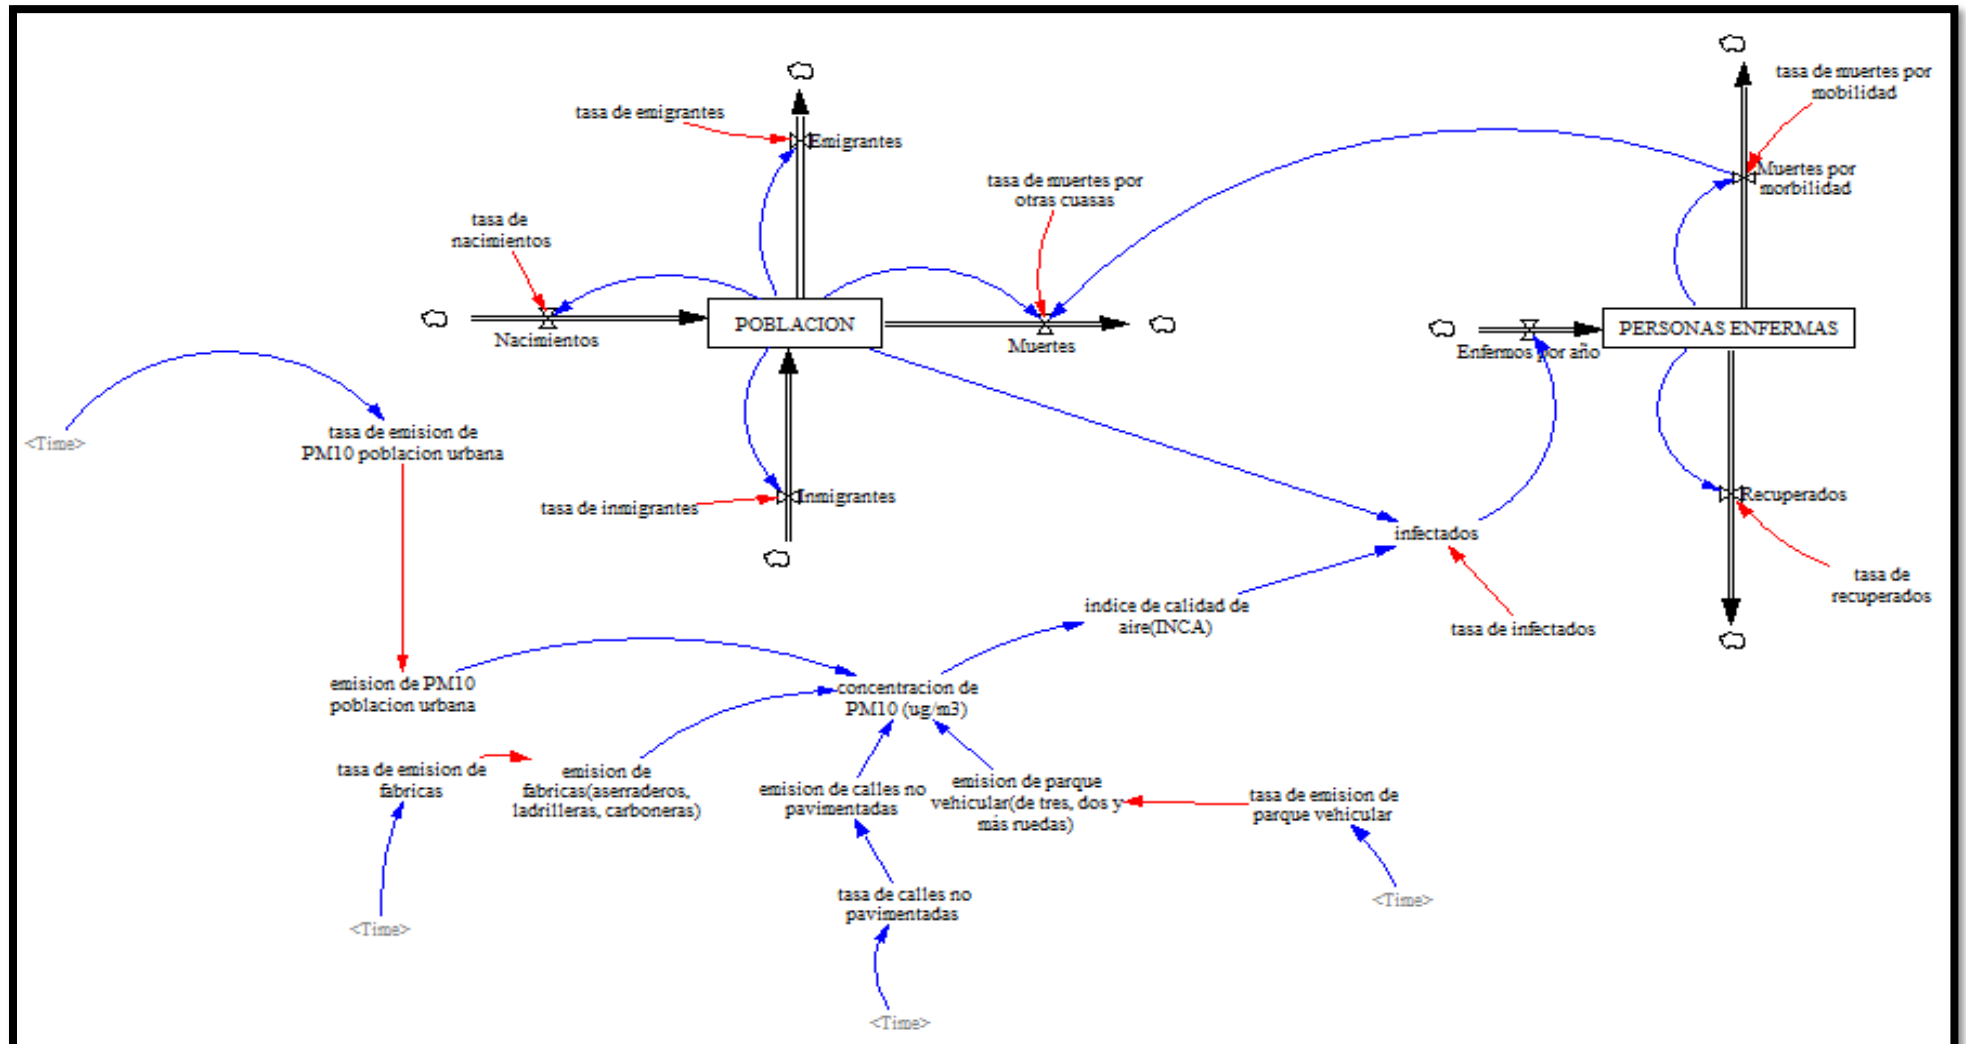 tasa de muertes por
mobilidad
tasa de emigrantes
Emigrantes
Muertes por
morbilidad
tasa de muertes por
otras cuasas
tasa de
nacimientos
POBLACION
PERSONAS ENFERMAS
Nacimientos
Muertes
Enfermos por año
<Time>
tasa de emision de
PM10 poblacion urbana
Inmigrantes
tasa de inmigrantes
Recuperados
infectados
tasa de
recuperados
indice de calidad de
aire(INCA)
tasa de infectados
emision de PM10
poblacion urbana
concentracion de
PM10 (ug/m3)
tasa de emision de
fabricas
emision de
fabricas(aserraderos,
ladrilleras, carboneras)
emision de calles no
pavimentadas
emision de parque
vehicular(de tres, dos y
más ruedas)
tasa de emision de
parque vehicular
tasa de calles no
pavimentadas
<Time>
<Time>
<Time>